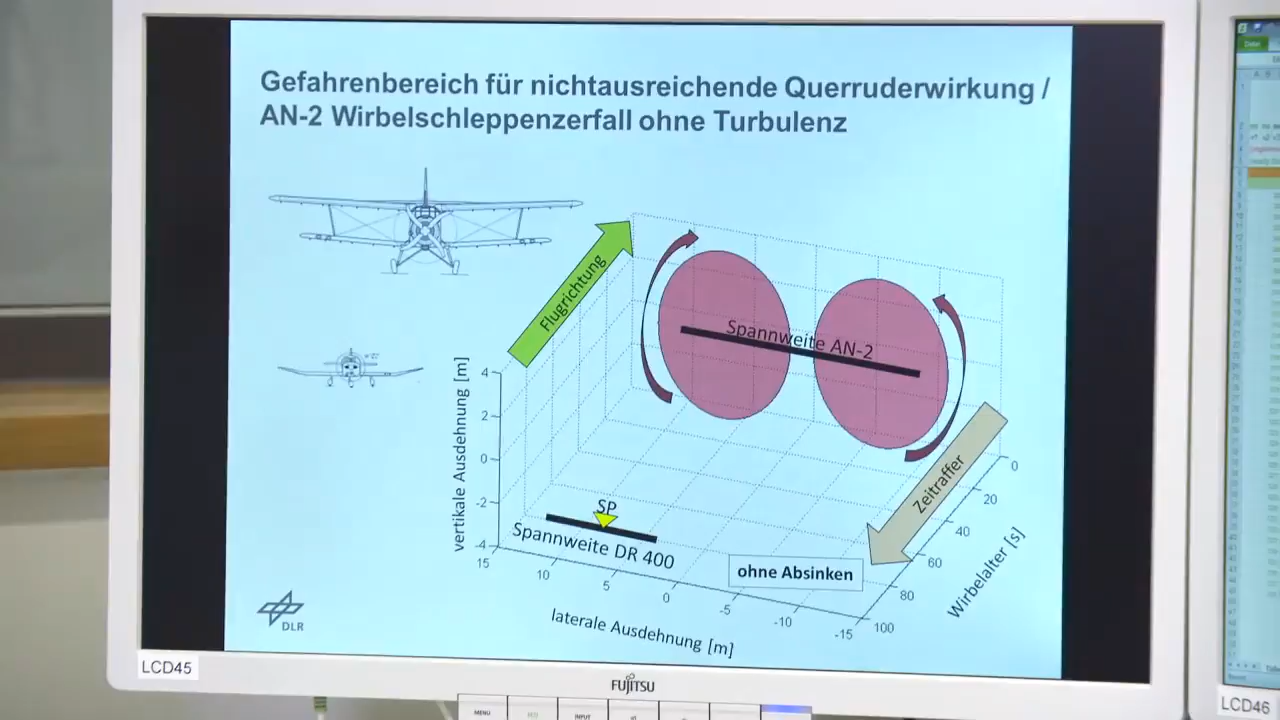 Gefahrenbereich für nichtausreichende Querruderwirkung /
AN-2 Wirbelschleppenzerfall ohne Turbulenz
Flugrichtung
Spannweite AN-2
Zeitraffer
vertikale Ausdehnung [m]
4
2
0
-2
-4
SP
Spannweite DR 400
ohne Absinken
15
10
5
0
-5
-10
-15
laterale Ausdehnung [m]
0
20
40
60
80
100
Wirbelalter [s]
DLR
LCD45
FUJITSU
MENU
INPUT
LCD46
Datei